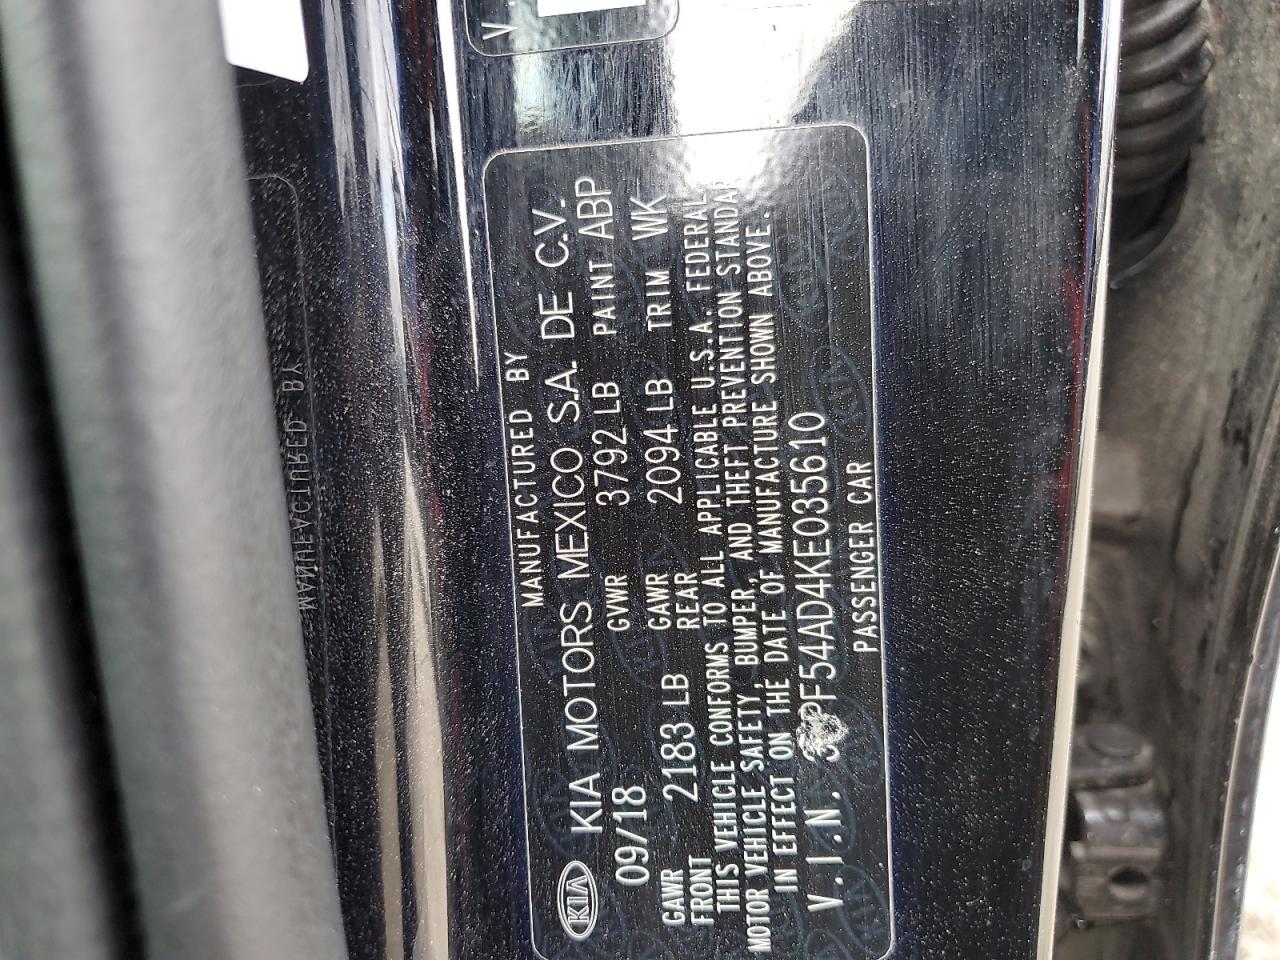 V
MANUFACTURED BY
KIA KIA MOTORS MEXICO S.A. DE C.V.
09/18 GVWR 3792 LB PAINT ABP
GAWR FRONT 2183 LB GAWR REAR 2094 LB TRIM WK
THIS VEHICLE CONFORMS TO ALL APPLICABLE U.S.A. FEDERAL
MOTOR VEHICLE SAFETY, BUMPER, AND THEFT PREVENTION
IN EFFECT ON THE DATE OF MANUFACTURE SHOWN ABOVE.
V.I.N. F54AD4KE035610
PASSENGER CAR
MANUFACTURED BY